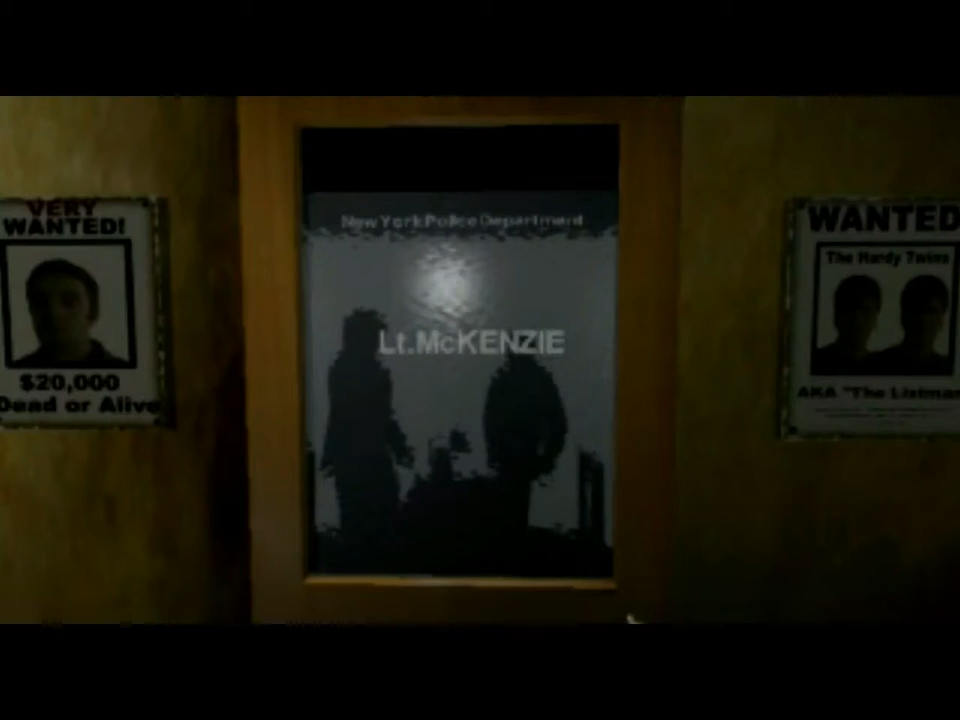 VERY
WANTED!
$20,000
Dead or Alive
New York Police Department
Lt.McKENZIE
WANTED
The Hardy Twins
AKA "The